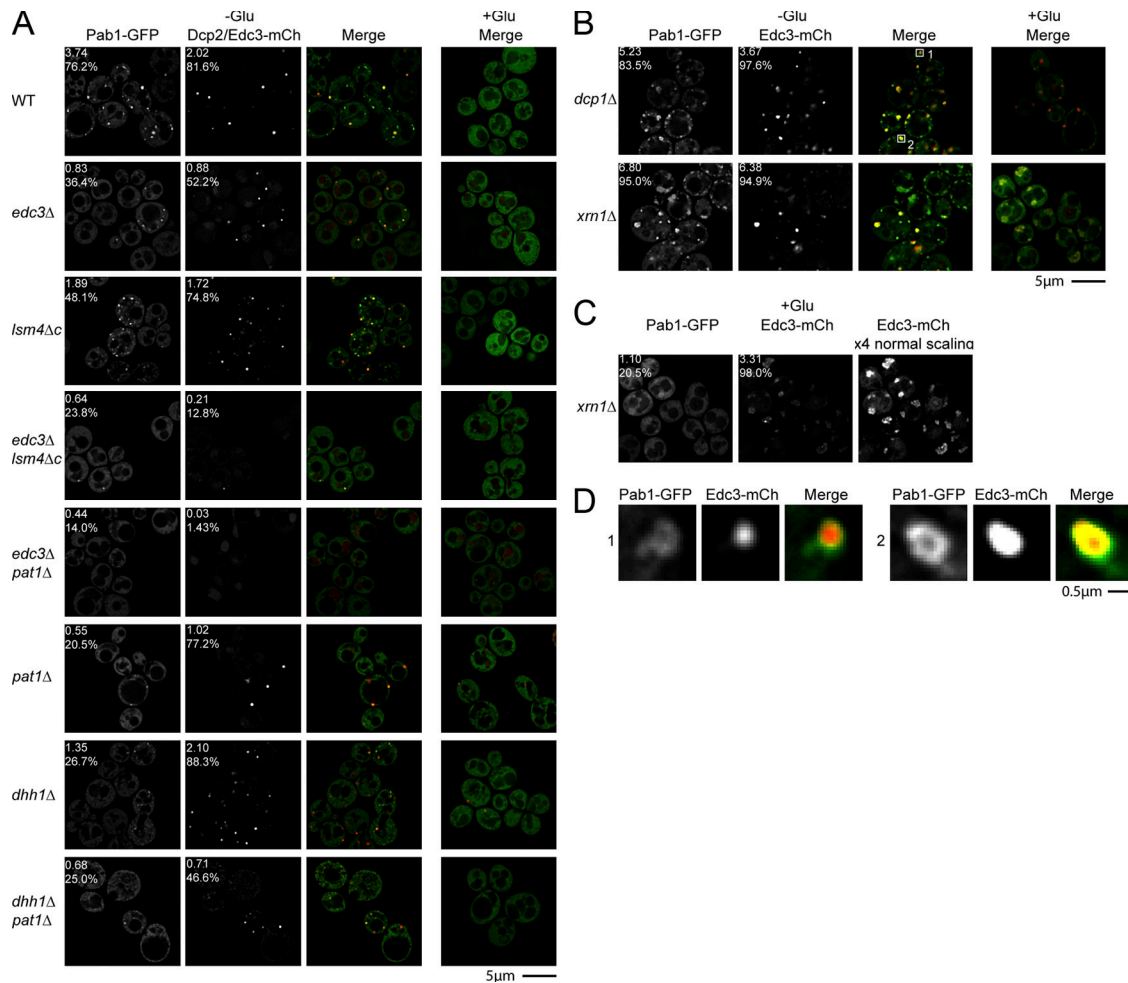 A
-Glu
+Glu
Pab1-GFP Dcp2/Edc3-mCh Merge Merge
WT
3.74
76.2%
2.02
81.6%
edc3Δ
0.83
36.4%
0.88
52.2%
lsm4Δc
1.89
48.1%
1.72
74.8%
edc3Δ
lsm4Δc
0.64
23.8%
0.21
12.8%
edc3Δ
pat1Δ
0.44
14.0%
0.03
1.43%
pat1Δ
0.55
20.5%
1.02
77.2%
dhh1Δ
1.35
26.7%
2.10
88.3%
dhh1Δ
pat1Δ
0.68
25.0%
0.71
46.6%
5μm
B
-Glu
+Glu
Pab1-GFP Edc3-mCh Merge Merge
dcp1Δ
5.23
83.5%
3.67
97.6%
1
2
xrn1Δ
6.80
95.0%
6.38
94.9%
5μm
C
+Glu
Pab1-GFP Edc3-mCh Edc3-mCh
x4 normal scaling
xrn1Δ
1.10
20.5%
3.31
98.0%
D
Pab1-GFP Edc3-mCh Merge
1
Pab1-GFP Edc3-mCh Merge
2
0.5μm